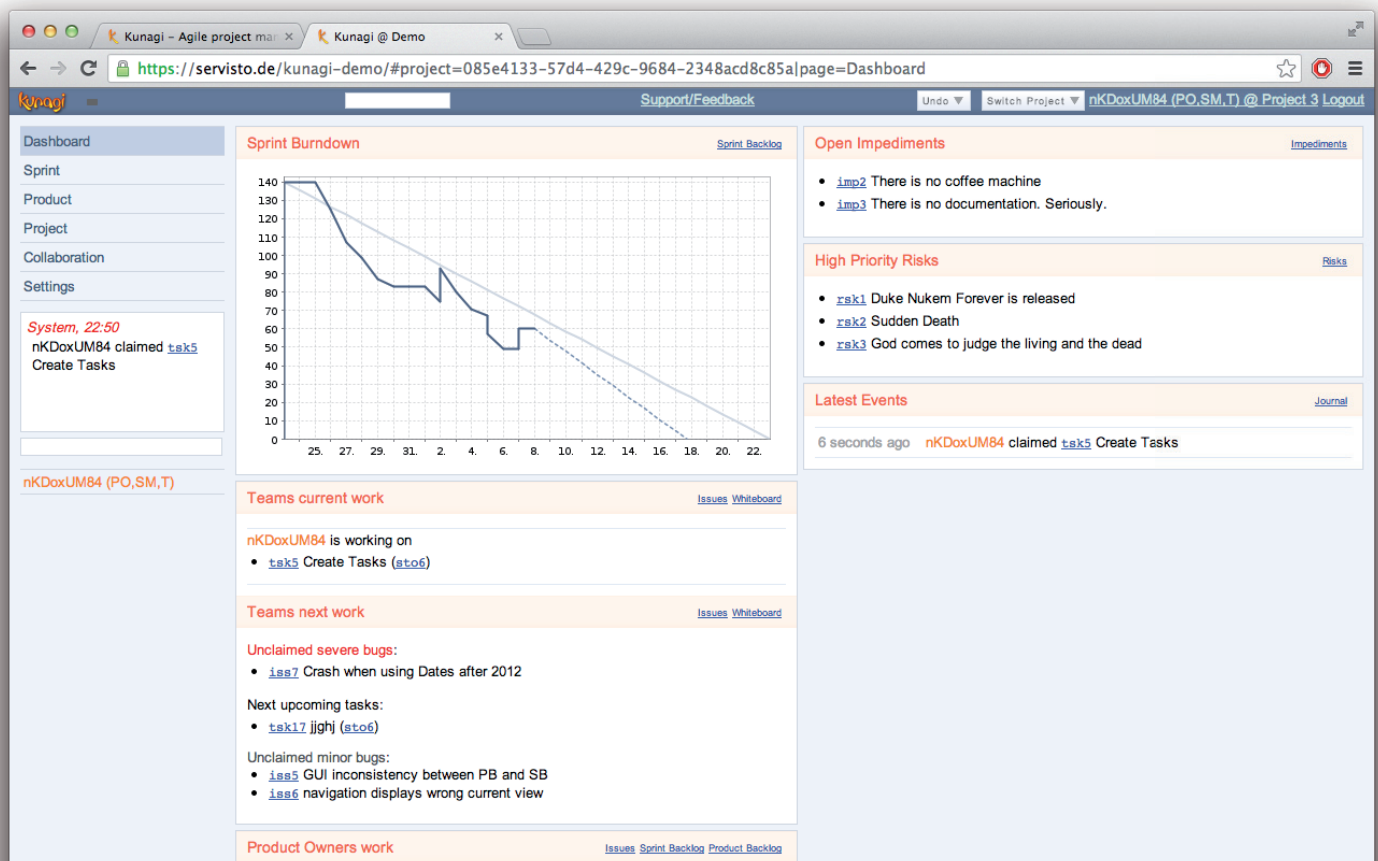 Kunagi – Agile project mar
Kunagi @ Demo
https://servisto.de/kunagi-demo/#project=085e4133-57d4-429c-9684-2348acd8c85a|page=Dashboard
kunagi
Support/Feedback
Undo
Switch Project
nKDoxUM84 (PO,SM,T) @ Project 3 Logout
Dashboard
Sprint
Product
Project
Collaboration
Settings
System, 22:50
nKDoxUM84 claimed tsk5
Create Tasks
nKDoxUM84 (PO,SM,T)
Sprint Burndown
Sprint Backlog
140
130
120
110
100
90
80
70
60
50
40
30
20
10
0
25. 27. 29. 31. 2. 4. 6. 8. 10. 12. 14. 16. 18. 20. 22.
Teams current work
Issues Whiteboard
nKDoxUM84 is working on
• tsk5 Create Tasks (sto6)
Teams next work
Issues Whiteboard
Unclaimed severe bugs:
• iss7 Crash when using Dates after 2012
Next upcoming tasks:
• tsk17 jjghj (sto6)
Unclaimed minor bugs:
• iss5 GUI inconsistency between PB and SB
• iss6 navigation displays wrong current view
Product Owners work
Issues Sprint Backlog Product Backlog
Open Impediments
Impediments
• imp2 There is no coffee machine
• imp3 There is no documentation. Seriously.
High Priority Risks
Risks
• rsk1 Duke Nukem Forever is released
• rsk2 Sudden Death
• rsk3 God comes to judge the living and the dead
Latest Events
Journal
6 seconds ago nKDoxUM84 claimed tsk5 Create Tasks